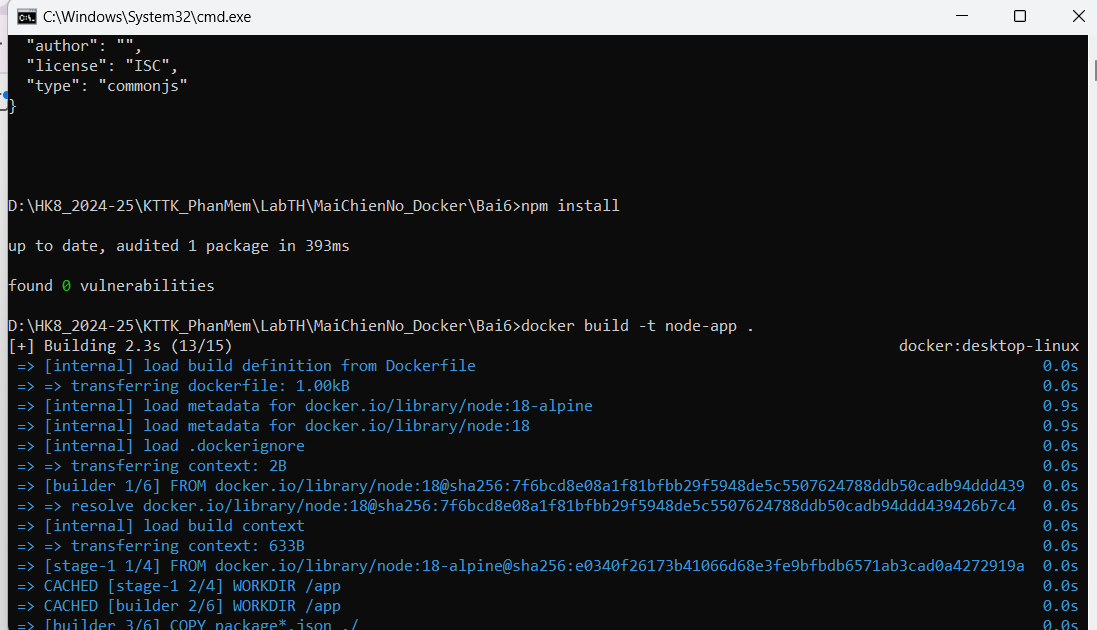 C:\Windows\System32\cmd.exe
"author": "",
"license": "ISC",
"type": "commonjs"
}
D:\HK8_2024-25\KTTK_PhanMem\LabTH\MaiChienNo_Docker\Bai6>npm install
up to date, audited 1 package in 393ms
found 0 vulnerabilities
D:\HK8_2024-25\KTTK_PhanMem\LabTH\MaiChienNo_Docker\Bai6>docker build -t node-app .
[+] Building 2.3s (13/15) docker:desktop-linux
=> [internal] load build definition from Dockerfile 0.0s
=> => transferring dockerfile: 1.00kB 0.0s
=> [internal] load metadata for docker.io/library/node:18-alpine 0.9s
=> [internal] load metadata for docker.io/library/node:18 0.9s
=> [internal] load .dockerignore 0.0s
=> => transferring context: 2B 0.0s
=> [builder 1/6] FROM docker.io/library/node:18@sha256:7f6bcd8e08a1f81bfbb29f5948de5c5507624788ddb50cadb94ddd439 0.0s
=> => resolve docker.io/library/node:18@sha256:7f6bcd8e08a1f81bfbb29f5948de5c5507624788ddb50cadb94ddd439426b7c4 0.0s
=> [internal] load build context 0.0s
=> => transferring context: 633B 0.0s
=> [stage-1 1/4] FROM docker.io/library/node:18-alpine@sha256:e0340f26173b41066d68e3fe9bfbdb6571ab3cad0a4272919a 0.0s
=> CACHED [stage-1 2/4] WORKDIR /app 0.0s
=> CACHED [builder 2/6] WORKDIR /app 0.0s
=> [builder 3/6] COPY package*.json ./ 0.0s